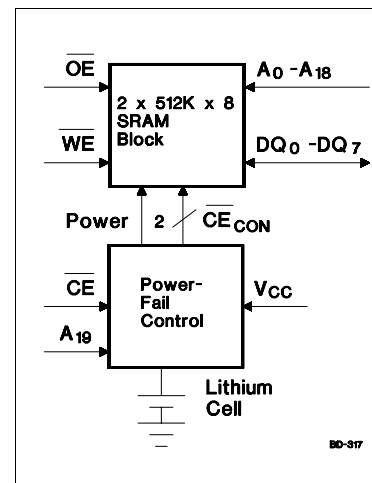 OE
A0 -A18
2 x 512K x 8
SRAM
Block
WE
DQ0 -DQ7
Power
2
CECON
CE
Power-
Fail
Control
VCC
A19
Lithium
Cell
BD-317